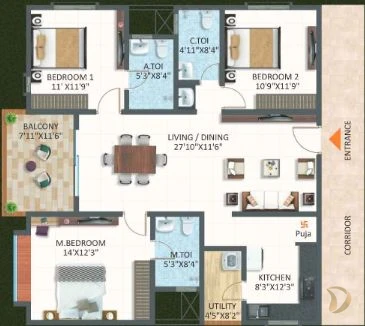 BEDROOM 1
11' X11'9"
A.TOI
5'3"X8'4"
C.TOI
4'11"X8'4"
BEDROOM 2
10'9"X11'9"
BALCONY
7'11"X11'6"
LIVING / DINING
27'10"X11'6"
ENTRANCE
CORRIDOR
M.BEDROOM
14'X12'3"
M.TOI
5'3"X8'4"
Puja
KITCHEN
8'3"X12'3"
UTILITY
4'5"X8'2"